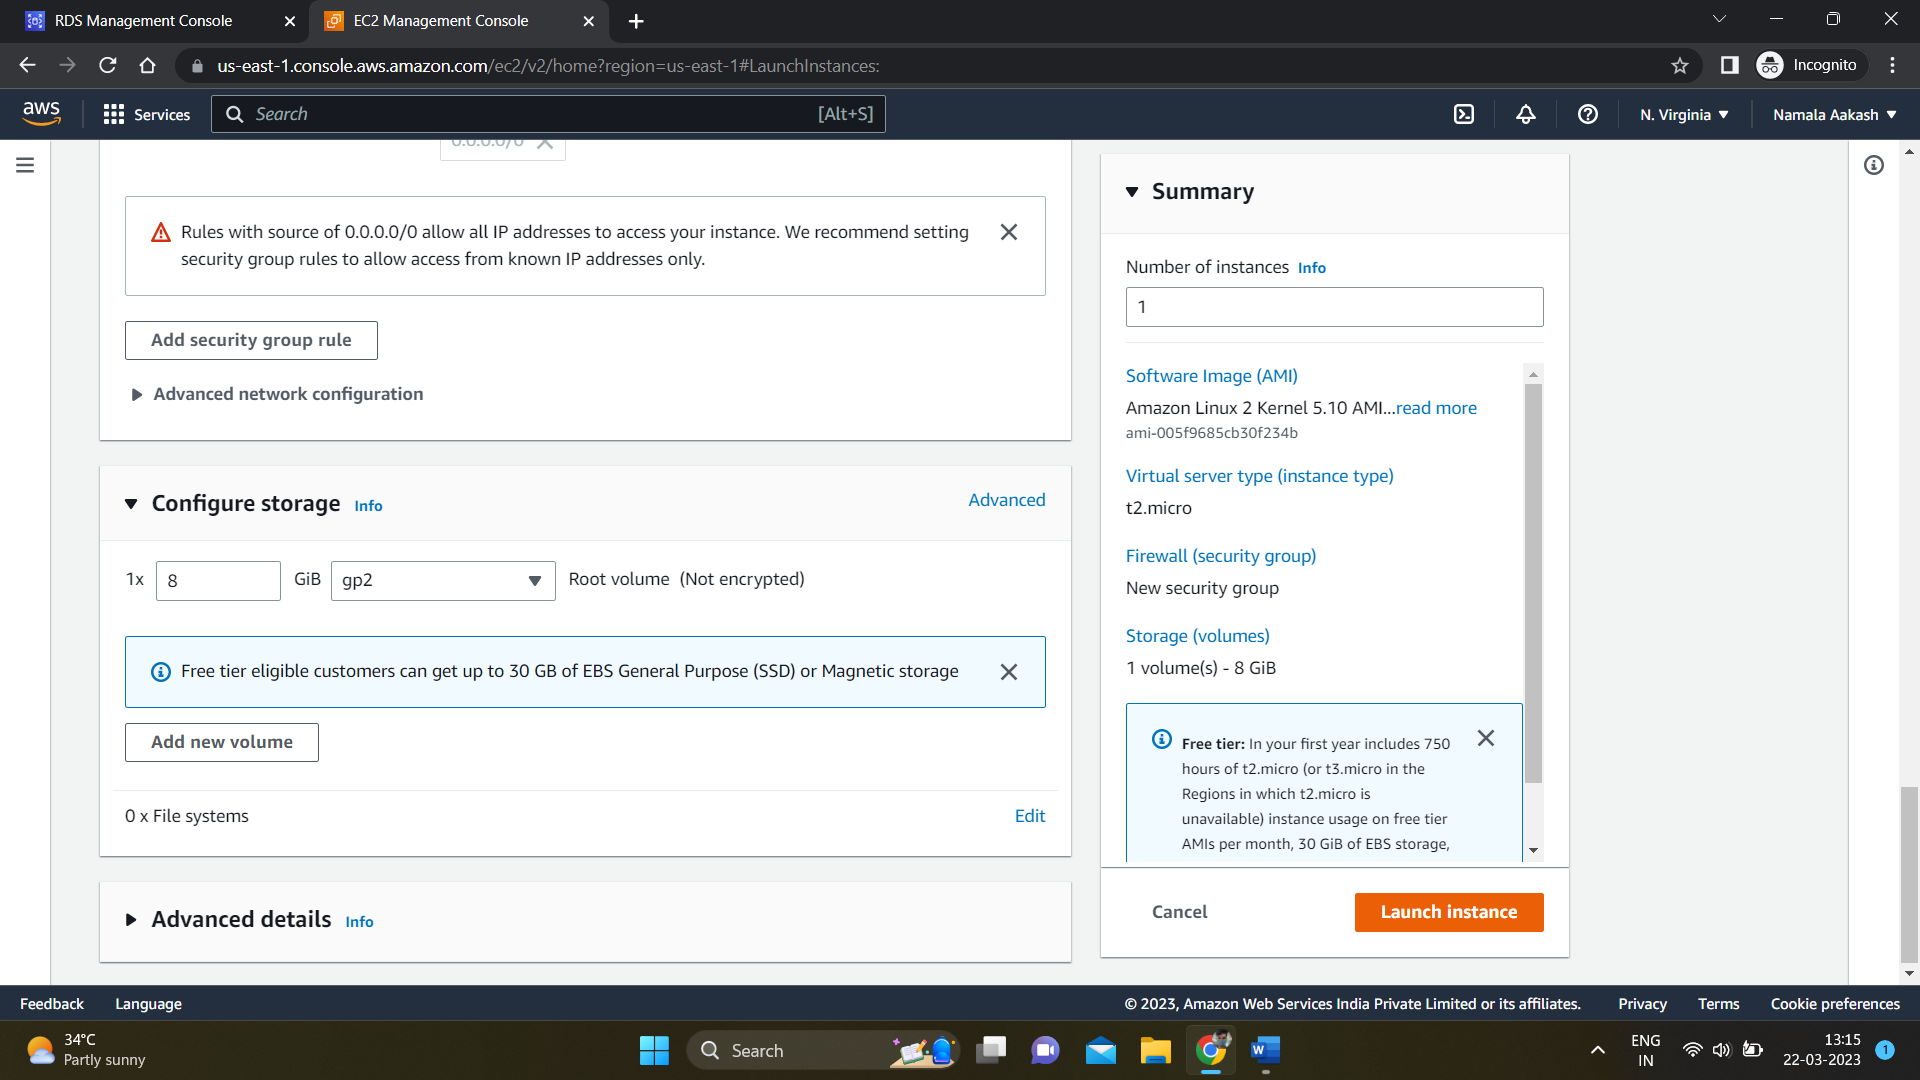 RDS Management Console
EC2 Management Console
us-east-1.console.aws.amazon.com/ec2/v2/home?region=us-east-1#LaunchInstances:
Incognito
aws
Services
Search
[Alt+S]
N. Virginia
Namala Aakash
0.0.0.0/0
Rules with source of 0.0.0.0/0 allow all IP addresses to access your instance. We recommend setting
security group rules to allow access from known IP addresses only.
Add security group rule
Advanced network configuration
Configure storage Info
Advanced
1x 8 GiB gp2 Root volume (Not encrypted)
Free tier eligible customers can get up to 30 GB of EBS General Purpose (SSD) or Magnetic storage
Add new volume
0 x File systems
Edit
Advanced details Info
Summary
Number of instances Info
1
Software Image (AMI)
Amazon Linux 2 Kernel 5.10 AMI...read more
ami-005f9685cb30f234b
Virtual server type (instance type)
t2.micro
Firewall (security group)
New security group
Storage (volumes)
1 volume(s) - 8 GiB
Free tier: In your first year includes 750
hours of t2.micro (or t3.micro in the
Regions in which t2.micro is
unavailable) instance usage on free tier
AMIs per month, 30 GiB of EBS storage,
Cancel
Launch instance
Feedback
Language
© 2023, Amazon Web Services India Private Limited or its affiliates.
Privacy
Terms
Cookie preferences
34°C
Partly sunny
Search
W
ENG
IN
13:15
22-03-2023
1